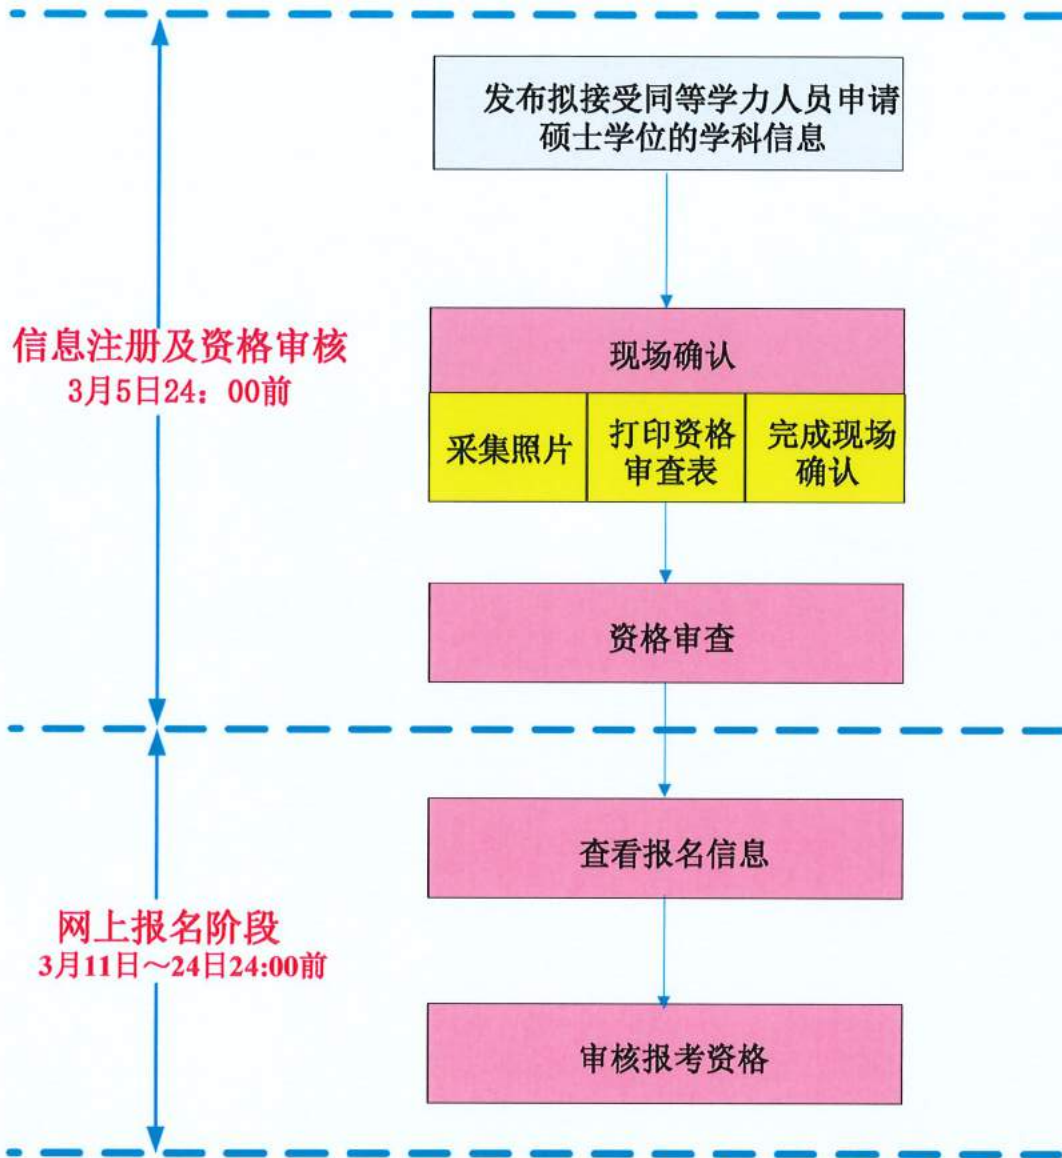 发布拟接受同等学力人员申请
硕士学位的学科信息
信息注册及资格审核
3月5日24：00前
现场确认
采集照片
打印资格
审查表
完成现场
确认
资格审查
查看报名信息
网上报名阶段
3月11日～24日24:00前
审核报考资格